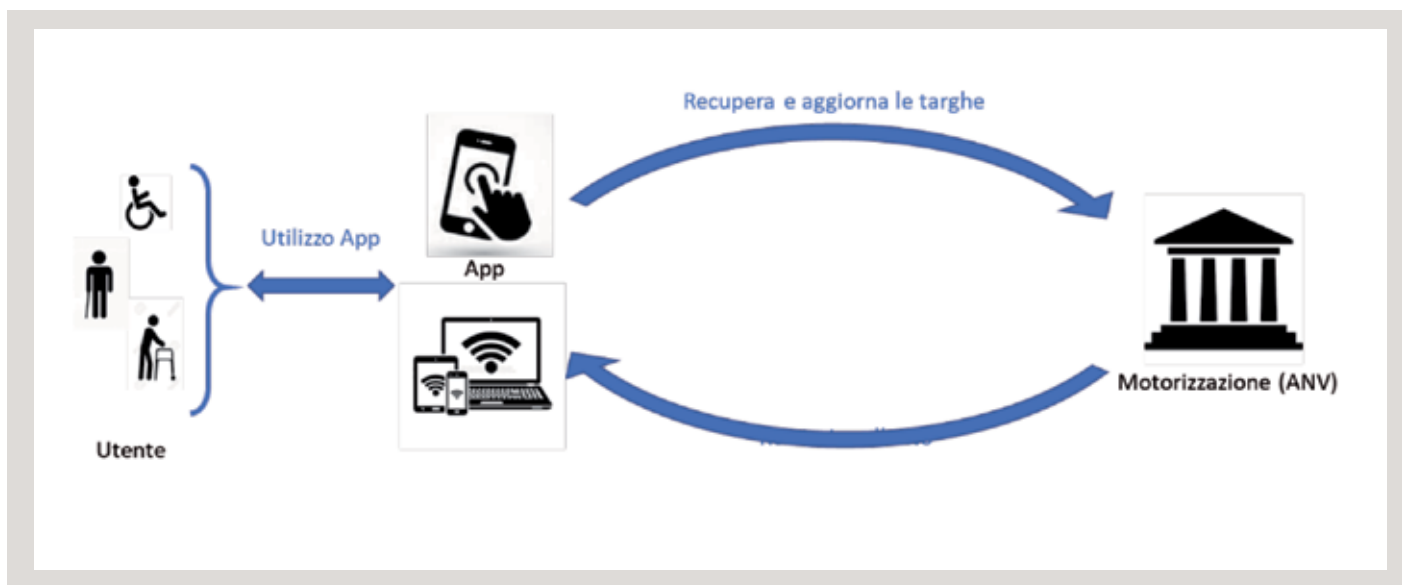 Recupera e aggiorna le targhe
Utilizzo App
App
Motorizzazione (ANV)
Utente